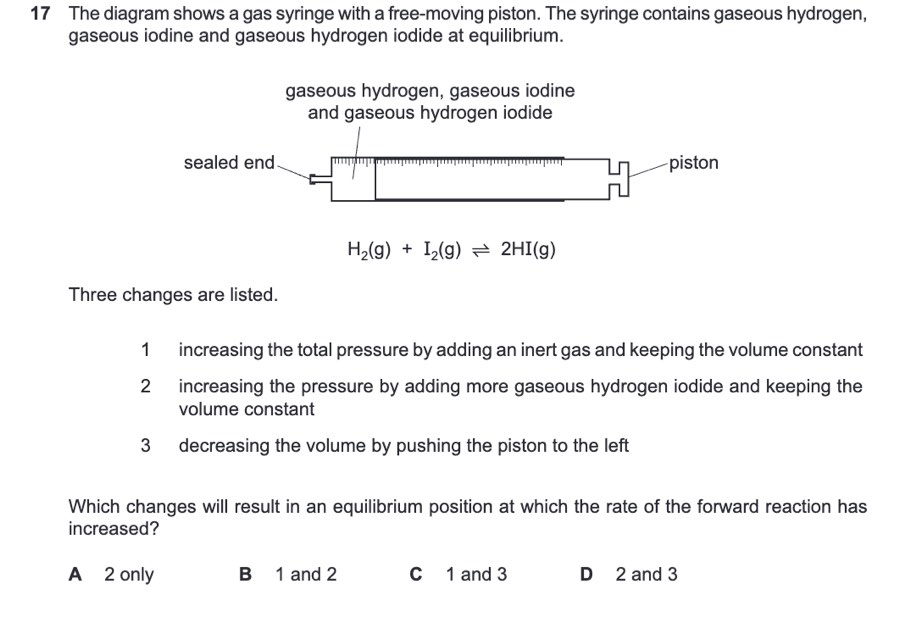 17 The diagram shows a gas syringe with a free-moving piston. The syringe contains gaseous hydrogen,
gaseous iodine and gaseous hydrogen iodide at equilibrium.
gaseous hydrogen, gaseous iodine
and gaseous hydrogen iodide
sealed end
piston
H₂(g) + I₂(g) ⇌ 2HI(g)
Three changes are listed.
1 increasing the total pressure by adding an inert gas and keeping the volume constant
2 increasing the pressure by adding more gaseous hydrogen iodide and keeping the
volume constant
3 decreasing the volume by pushing the piston to the left
Which changes will result in an equilibrium position at which the rate of the forward reaction has
increased?
A 2 only B 1 and 2 C 1 and 3 D 2 and 3